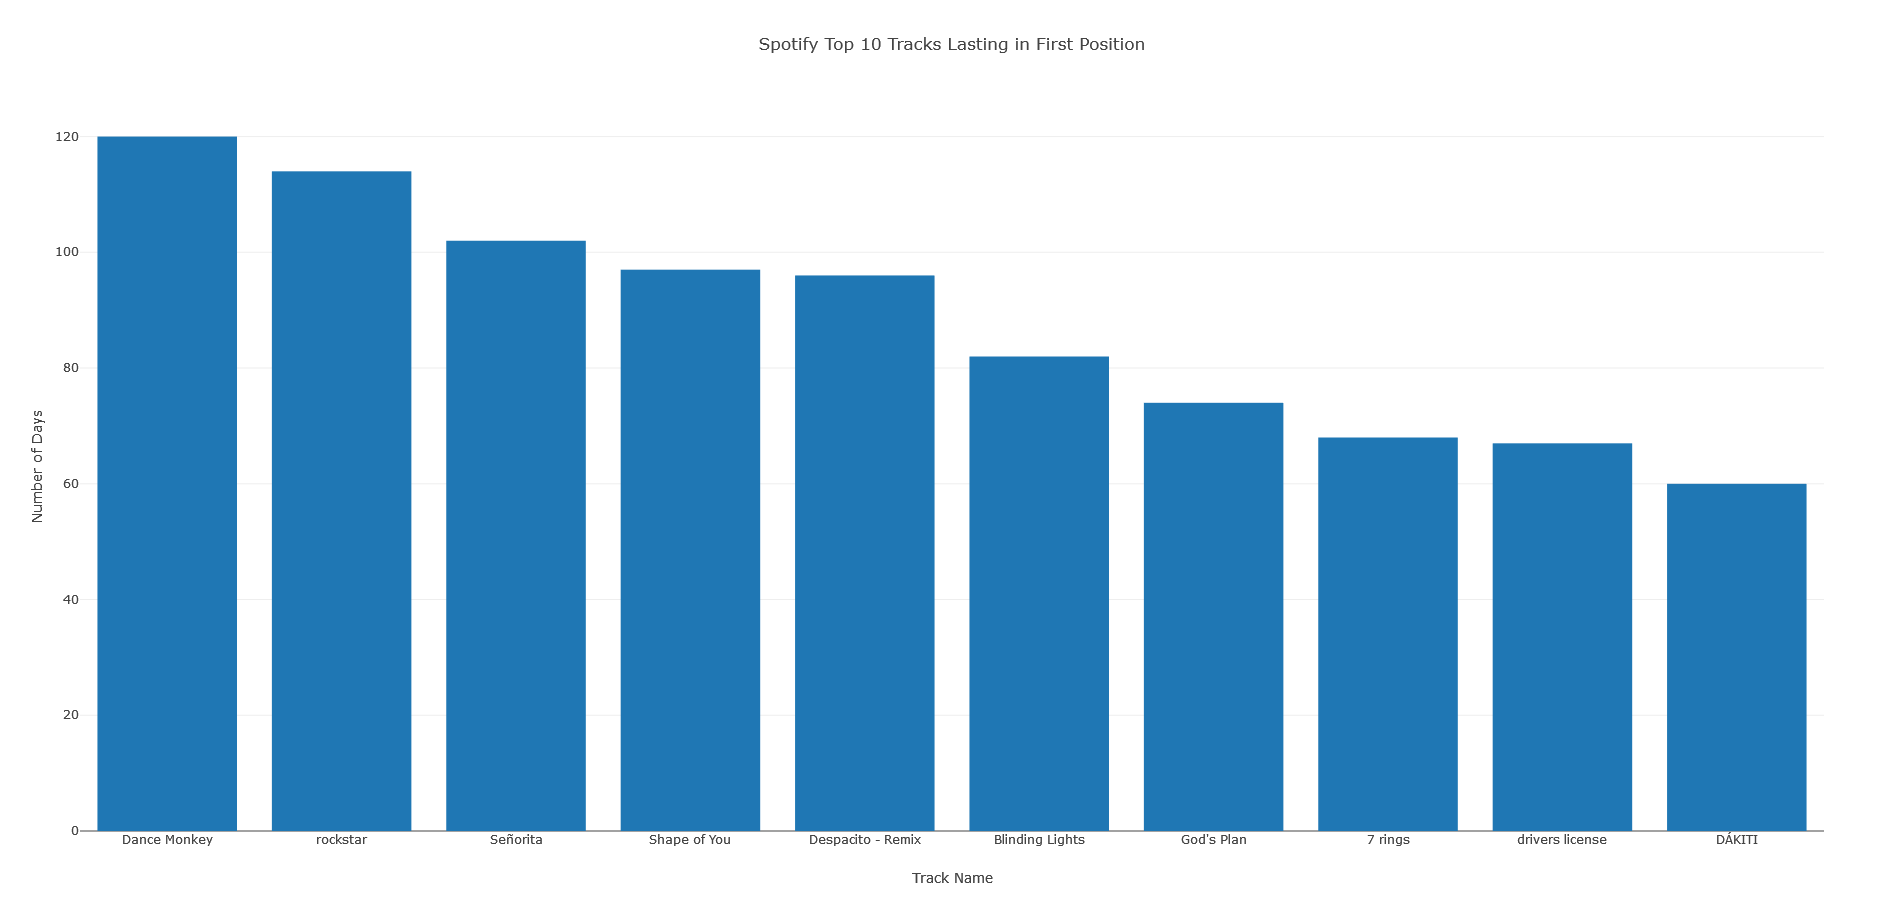 Spotify Top 10 Tracks Lasting in First Position
120
100
80
60
40
20
0
Number of Days
Dance Monkey
rockstar
Señorita
Shape of You
Despacito - Remix
Blinding Lights
God's Plan
7 rings
drivers license
DÁKITI
Track Name